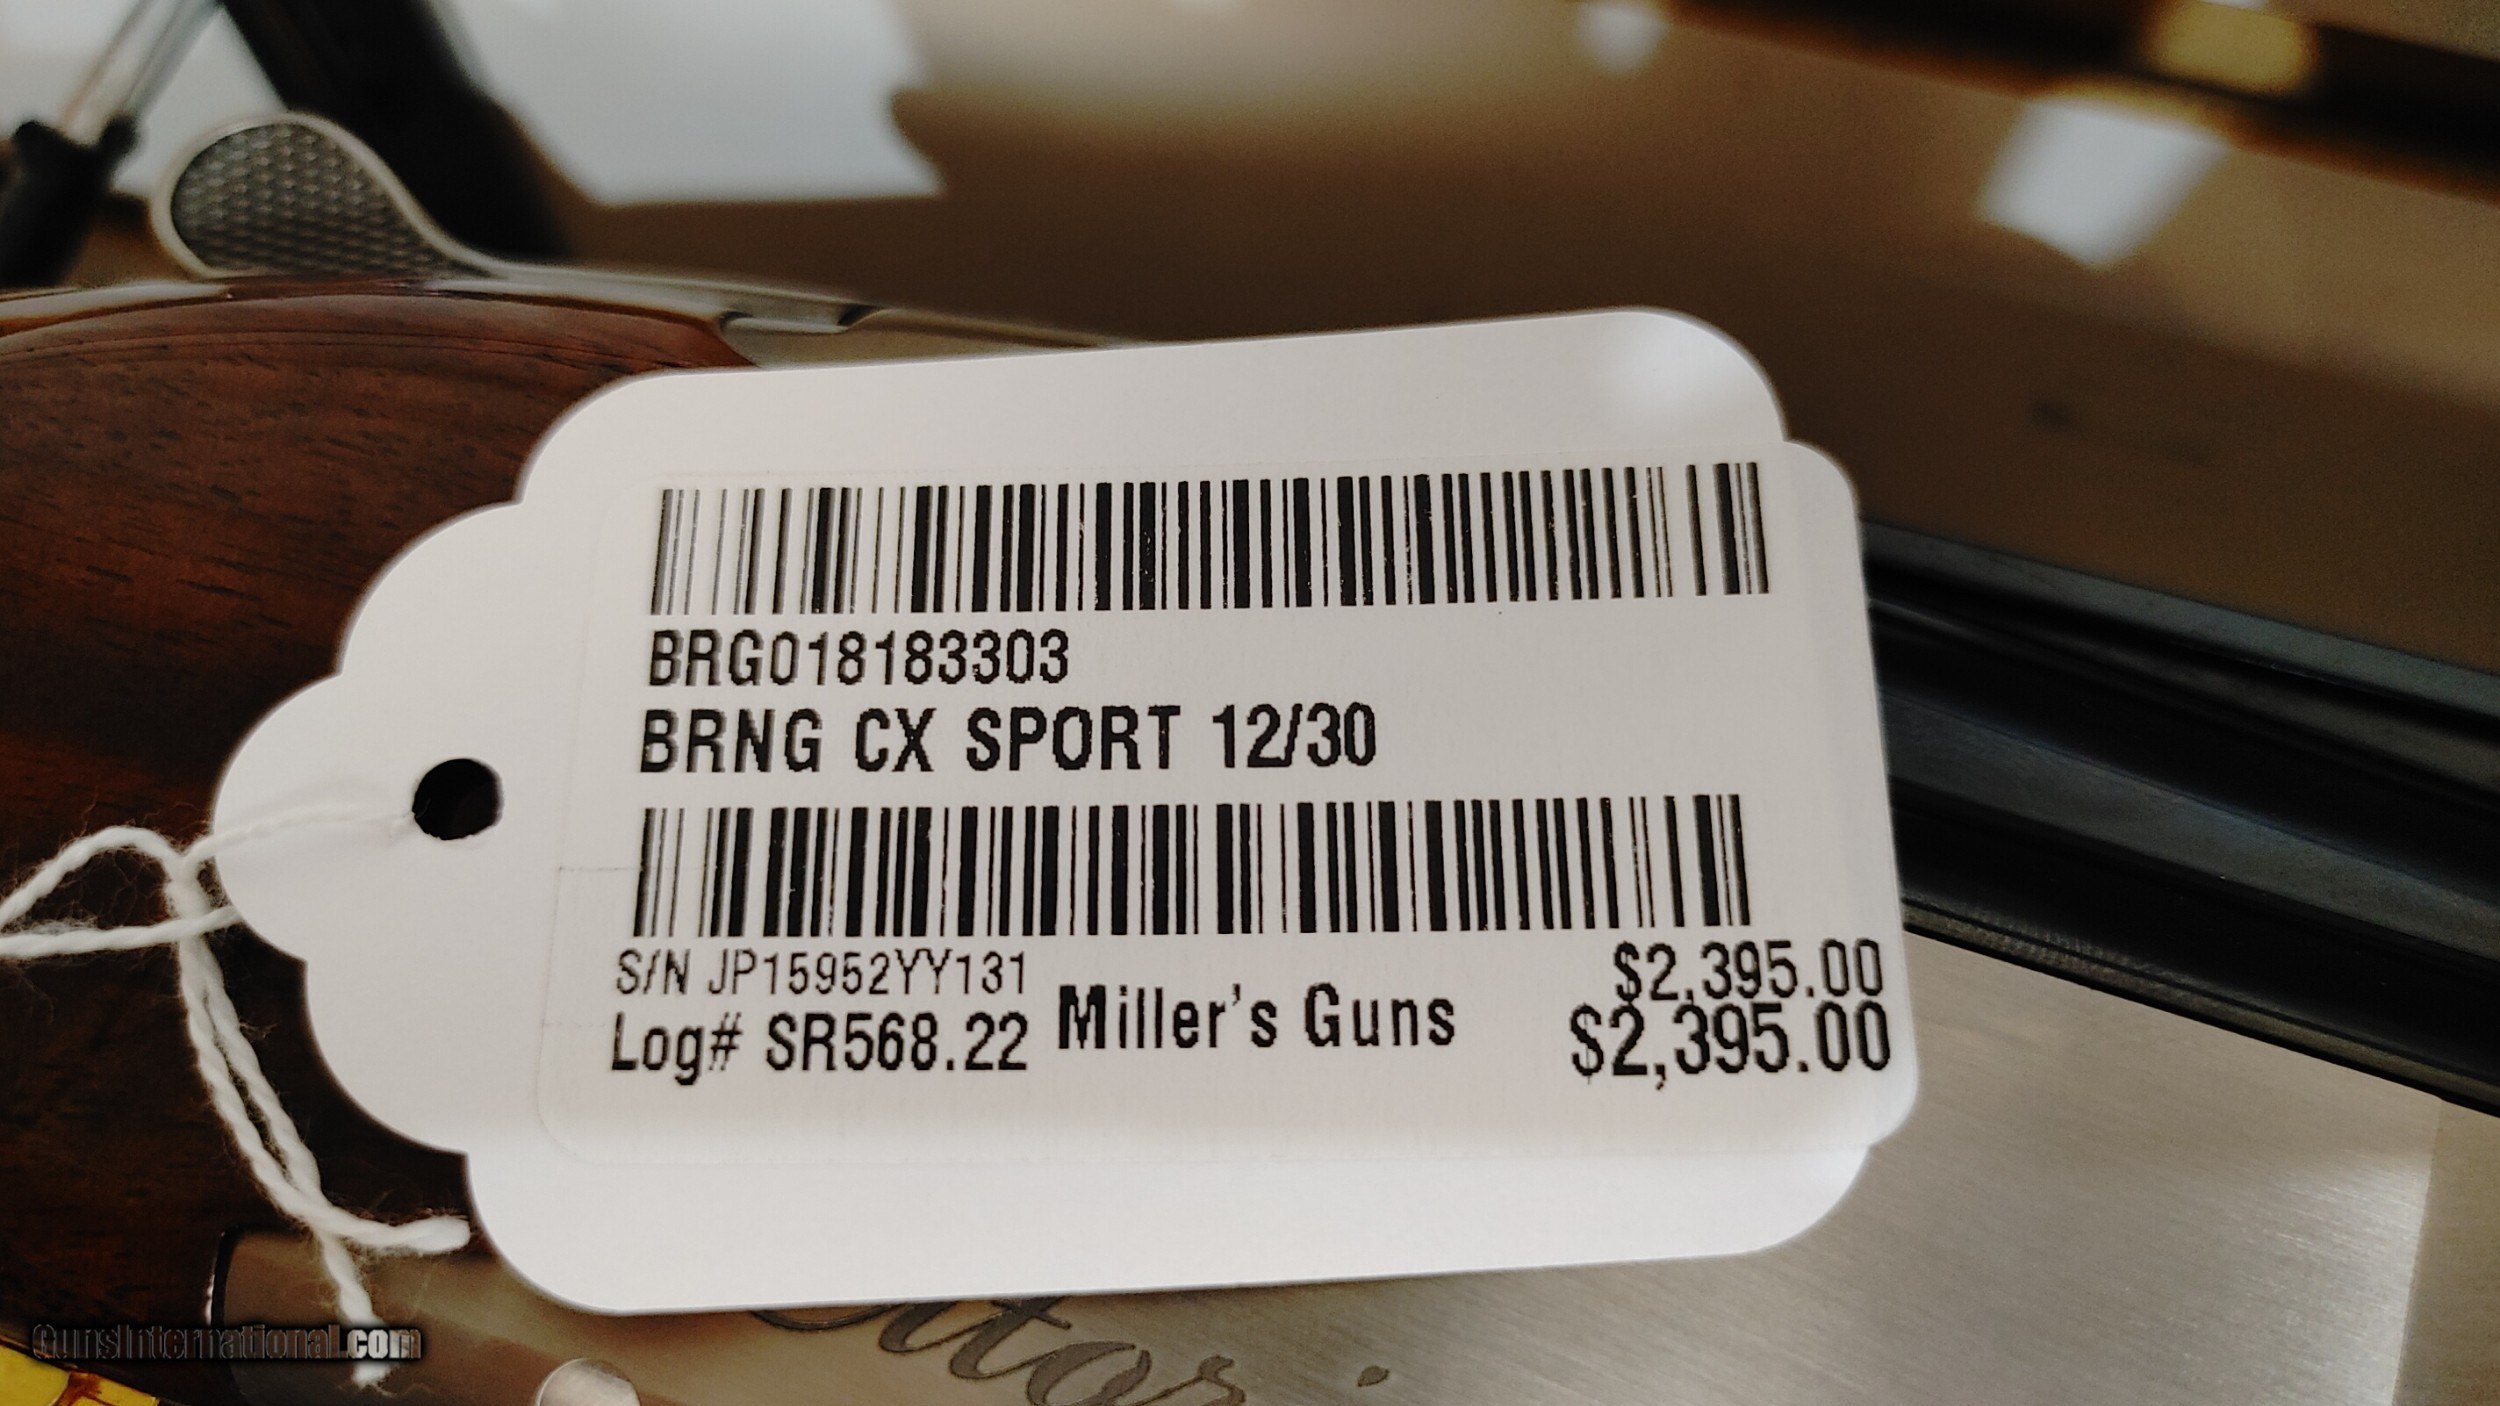 BRG018183303
BRNG CX SPORT 12/30
S/N JP15952YY131
$2,395.00
Log# SR568.22
Miller's Guns
$2,395.00
GunsInternational.com